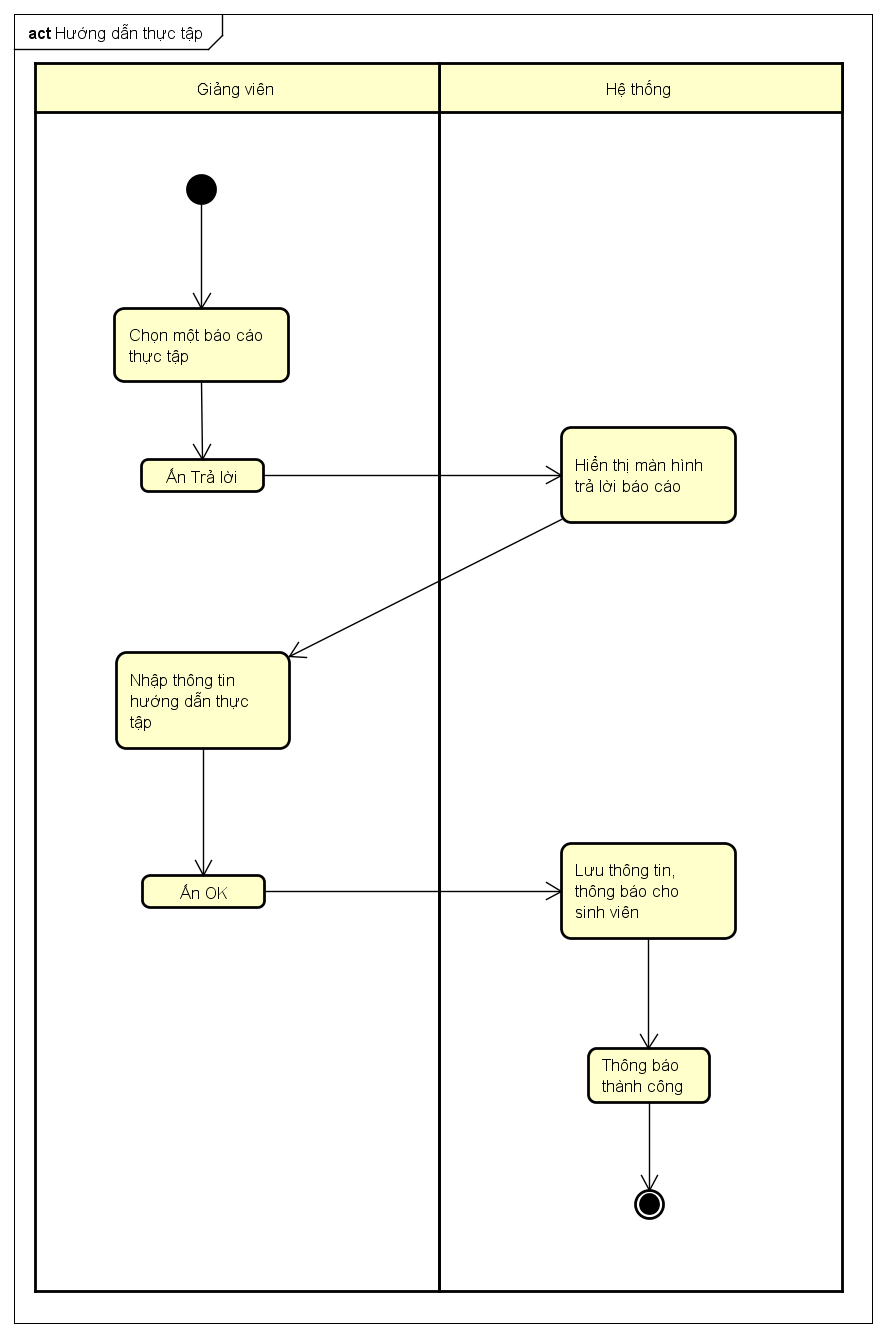 act Hướng dẫn thực tập
Giảng viên
Hệ thống
Chọn một báo cáo
thực tập
Ấn Trả lời
Hiển thị màn hình
trả lời báo cáo
Nhập thông tin
hướng dẫn thực
tập
Ấn OK
Lưu thông tin,
thông báo cho
sinh viên
Thông báo
thành công